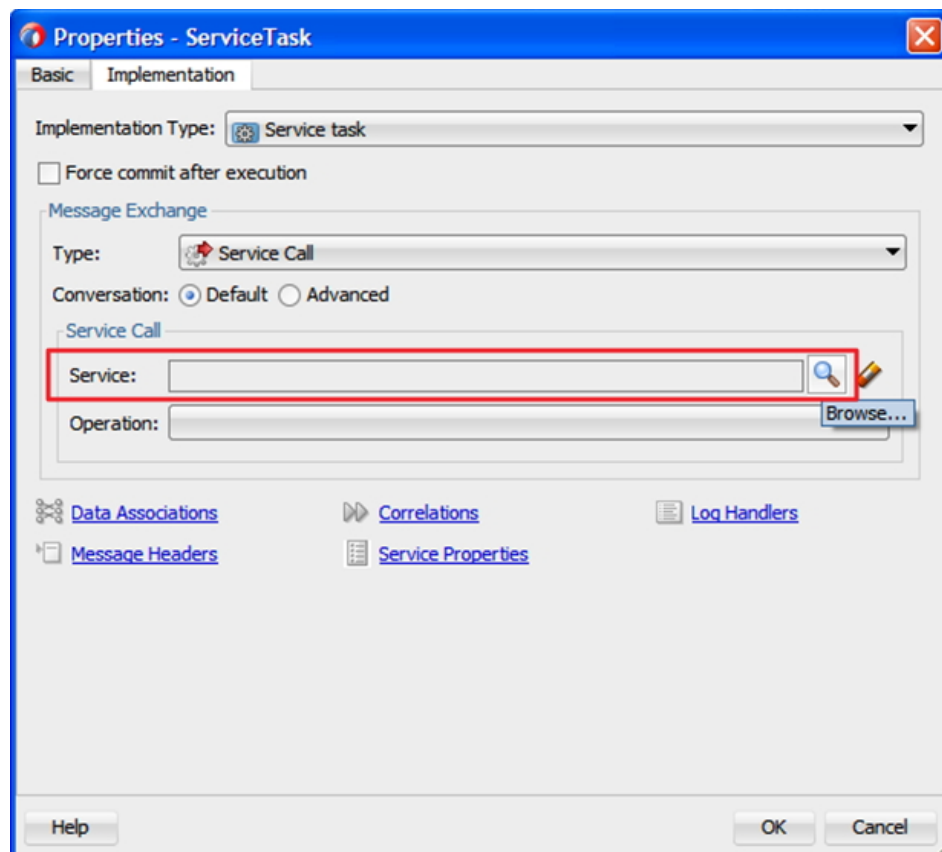 Properties - ServiceTask
Basic Implementation
Implementation Type: Service task
Force commit after execution
Message Exchange
Type: Service Call
Conversation: Default Advanced
Service Call
Service:
Browse...
Operation:
Data Associations Correlations Log Handlers
Message Headers Service Properties
Help OK Cancel